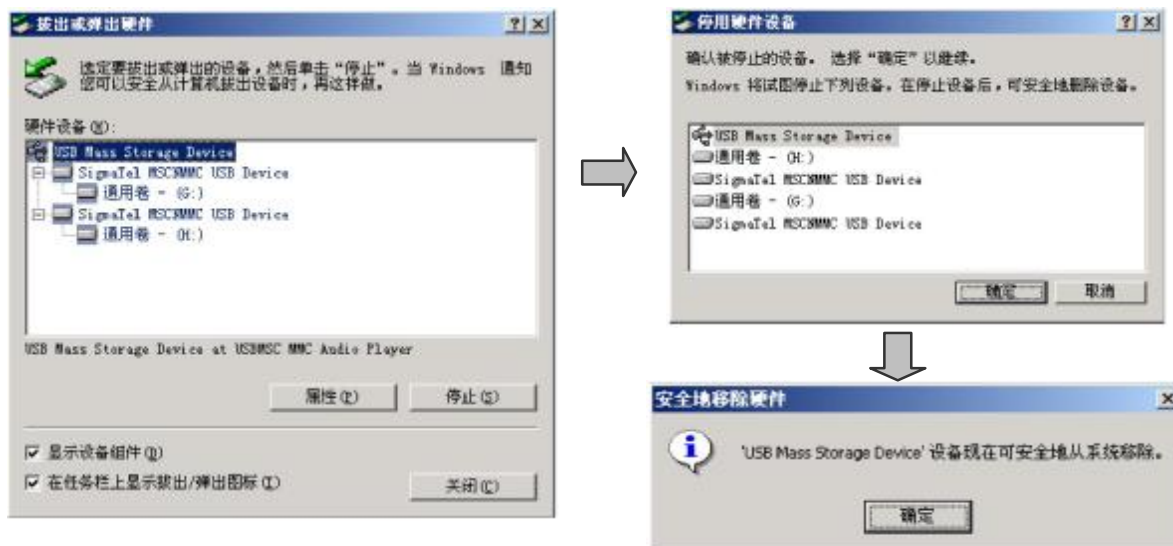 拔出或弹出硬件
选定要拔出或弹出的设备，然后单击“停止”。当 Windows 通知
您可以安全从计算机拔出设备时，再这样做。
硬件设备(H):
USB Mass Storage Device
SigmaTel MSCNMMC USB Device
通用卷 - (G:)
SigmaTel MSCNMMC USB Device
通用卷 - (H:)
USB Mass Storage Device at USBMSC MMC Audio Player
属性(P)
停止(S)
显示设备组件(D)
在任务栏上显示拔出/弹出图标(I)
关闭(C)
停用硬件设备
确认被停止的设备。 选择“确定”以继续。
Windows 将试图停止下列设备。在停止设备后，可安全地删除设备。
USB Mass Storage Device
通用卷 - (H:)
SigmaTel MSCNMMC USB Device
通用卷 - (G:)
SigmaTel MSCNMMC USB Device
确定
取消
安全地移除硬件
'USB Mass Storage Device' 设备现在可安全地从系统移除。
确定